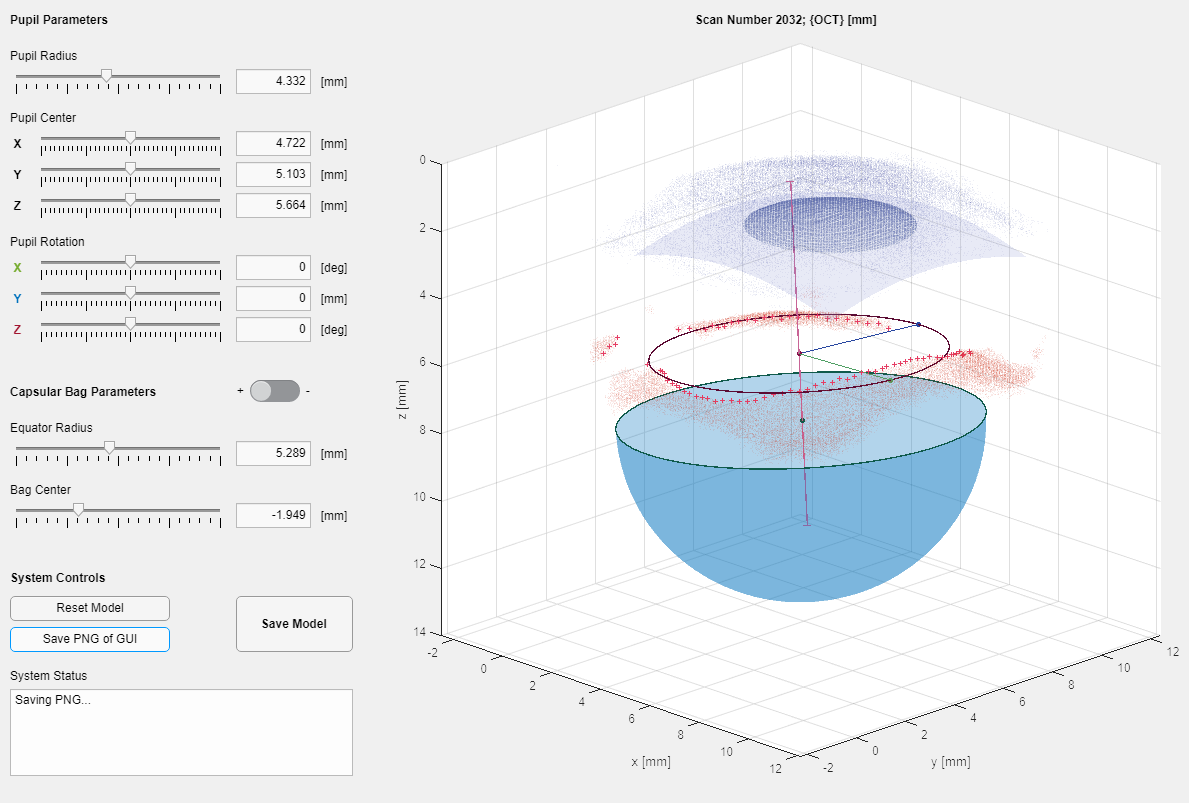 Pupil Parameters
Pupil Radius
4.332 [mm]
Pupil Center
X 4.722 [mm]
Y 5.103 [mm]
Z 5.664 [mm]
Pupil Rotation
X 0 [deg]
Y 0 [mm]
Z 0 [deg]
Capsular Bag Parameters + -
Equator Radius
5.289 [mm]
Bag Center
-1.949 [mm]
System Controls
Reset Model
Save PNG of GUI
Save Model
System Status
Saving PNG...
Scan Number 2032; {OCT} [mm]
0
2
4
6
8
10
12
14
z [mm]
-2
0
2
4
6
8
10
12
x [mm]
-2
0
2
4
6
8
10
12
y [mm]